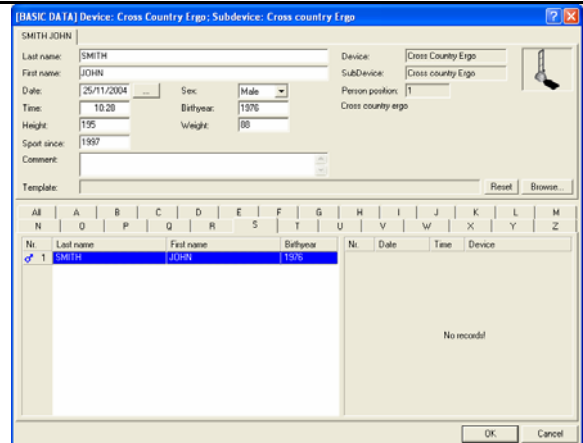 [BASIC DATA] Device: Cross Country Ergo; Subdevice: Cross country Ergo
SMITH JOHN
Last name: SMITH Device: Cross Country Ergo
First name: JOHN SubDevice: Cross country Ergo
Date: 25/11/2004 ... Sex: Male Person position: 1
Time: 10:28 Birthyear: 1976 Cross country ergo
Height: 195 Weight: 88
Sport since: 1997
Comment:
Template: Reset Browse...
All A B C D E F G H I J K L M
N O P Q R S T U V W X Y Z
Nr. Last name First name Birthyear Nr. Date Time Device
1 SMITH JOHN 1976
No records!
OK Cancel